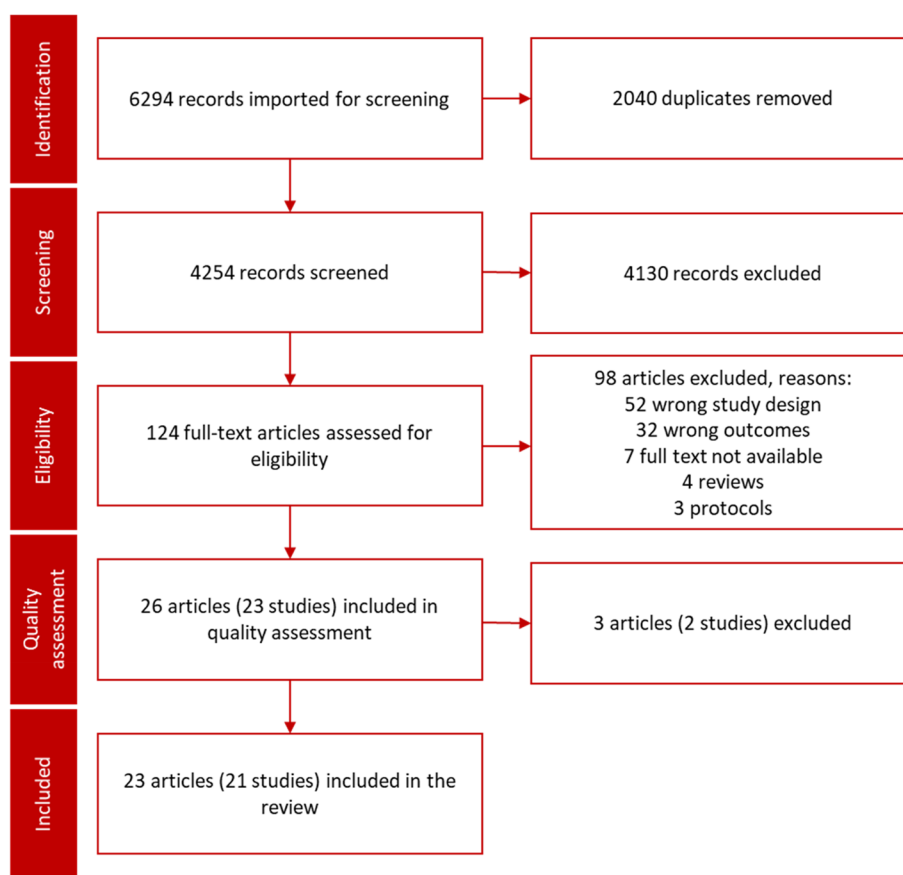 Identification
6294 records imported for screening
2040 duplicates removed
Screening
4254 records screened
4130 records excluded
Eligibility
124 full-text articles assessed for
eligibility
98 articles excluded, reasons:
52 wrong study design
32 wrong outcomes
7 full text not available
4 reviews
3 protocols
Quality
assessment
26 articles (23 studies) included in
quality assessment
3 articles (2 studies) excluded
Included
23 articles (21 studies) included in the
review